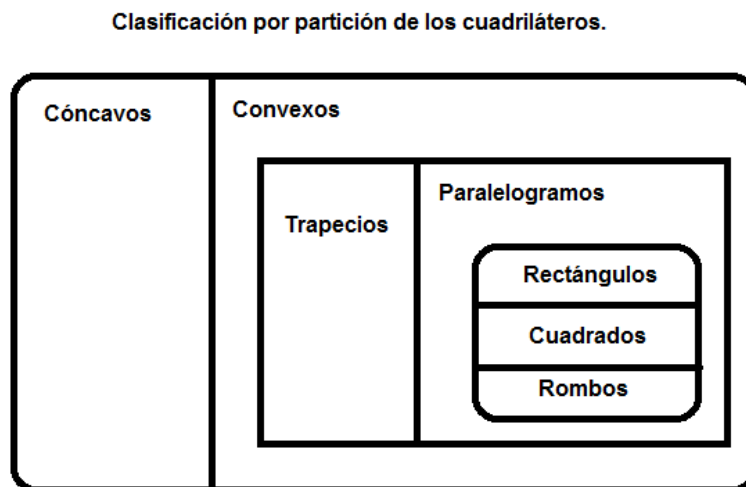 Clasificación por partición de los cuadriláteros.
Cóncavos
Convexos
Trapecios
Paralelogramos
Rectángulos
Cuadrados
Rombos